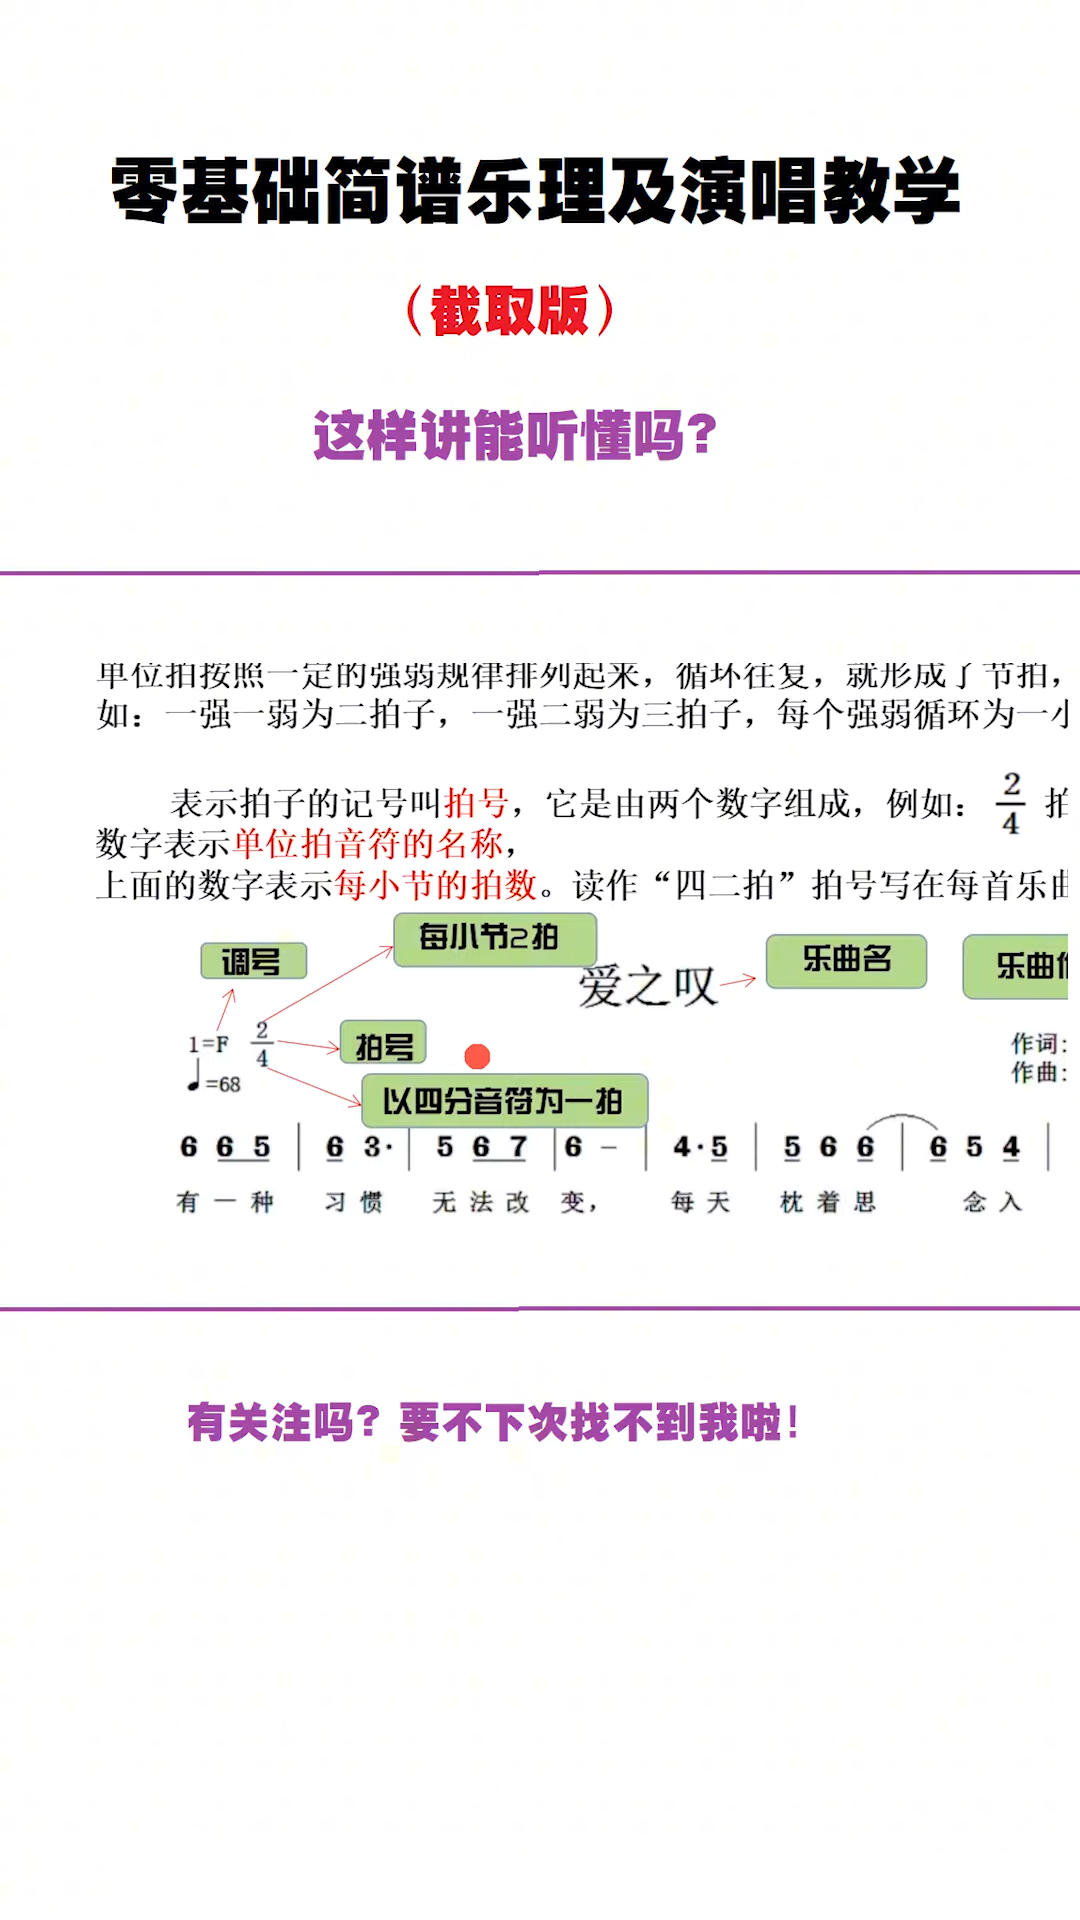 零基础简谱乐理及演唱教学
（截取版）
这样讲能听懂吗？
单位拍按照一定的强弱规律排列起来，循环往复，就形成了节拍，
如：一强一弱为二拍子，一强二弱为三拍子，每个强弱循环为一小
表示拍子的记号叫拍号，它是由两个数字组成，例如： 2/4 拍
数字表示单位拍音符的名称，
上面的数字表示每小节的拍数。读作“四二拍”拍号写在每首乐曲
每小节2拍
调号
爱之叹
乐曲名
乐曲作
1=F 2/4
拍号
作词：
♩=68
作曲：
以四分音符为一拍
6 6 5 | 6 3· | 5 6 7 | 6 － | 4·5 | 5 6 6 | 6 5 4 |
有 一 种 习 惯 无 法 改 变， 每 天 枕 着 思 念 入
有关注吗？要不下次找不到我啦！